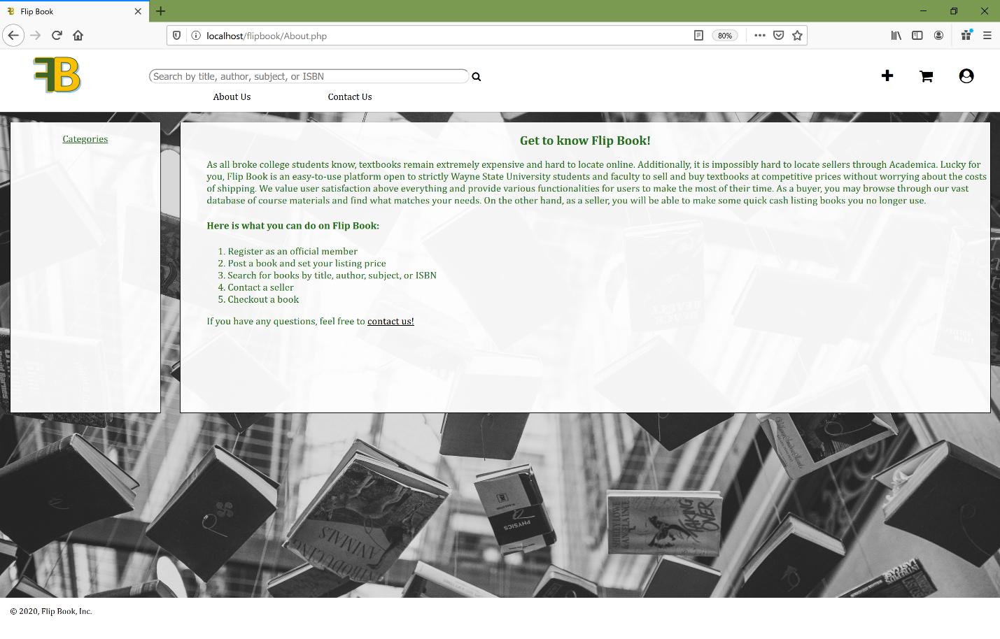 Flip Book
localhost/flipbook/About.php
80%
FB
Search by title, author, subject, or ISBN
About Us
Contact Us
Categories
Get to know Flip Book!
As all broke college students know, textbooks remain extremely expensive and hard to locate online. Additionally, it is impossibly hard to locate sellers through Academica. Lucky for
you, Flip Book is an easy-to-use platform open to strictly Wayne State University students and faculty to sell and buy textbooks at competitive prices without worrying about the costs
of shipping. We value user satisfaction above everything and provide various functionalities for users to make the most of their time. As a buyer, you may browse through our vast
database of course materials and find what matches your needs. On the other hand, as a seller, you will be able to make some quick cash listing books you no longer use.
Here is what you can do on Flip Book:
1. Register as an official member
2. Post a book and set your listing price
3. Search for books by title, author, subject, or ISBN
4. Contact a seller
5. Checkout a book
If you have any questions, feel free to contact us!
ANIMALS
PHYSICS
SHIRLEY LOWE
& ANGELA INCE
TAKING
OVER
© 2020, Flip Book, Inc.